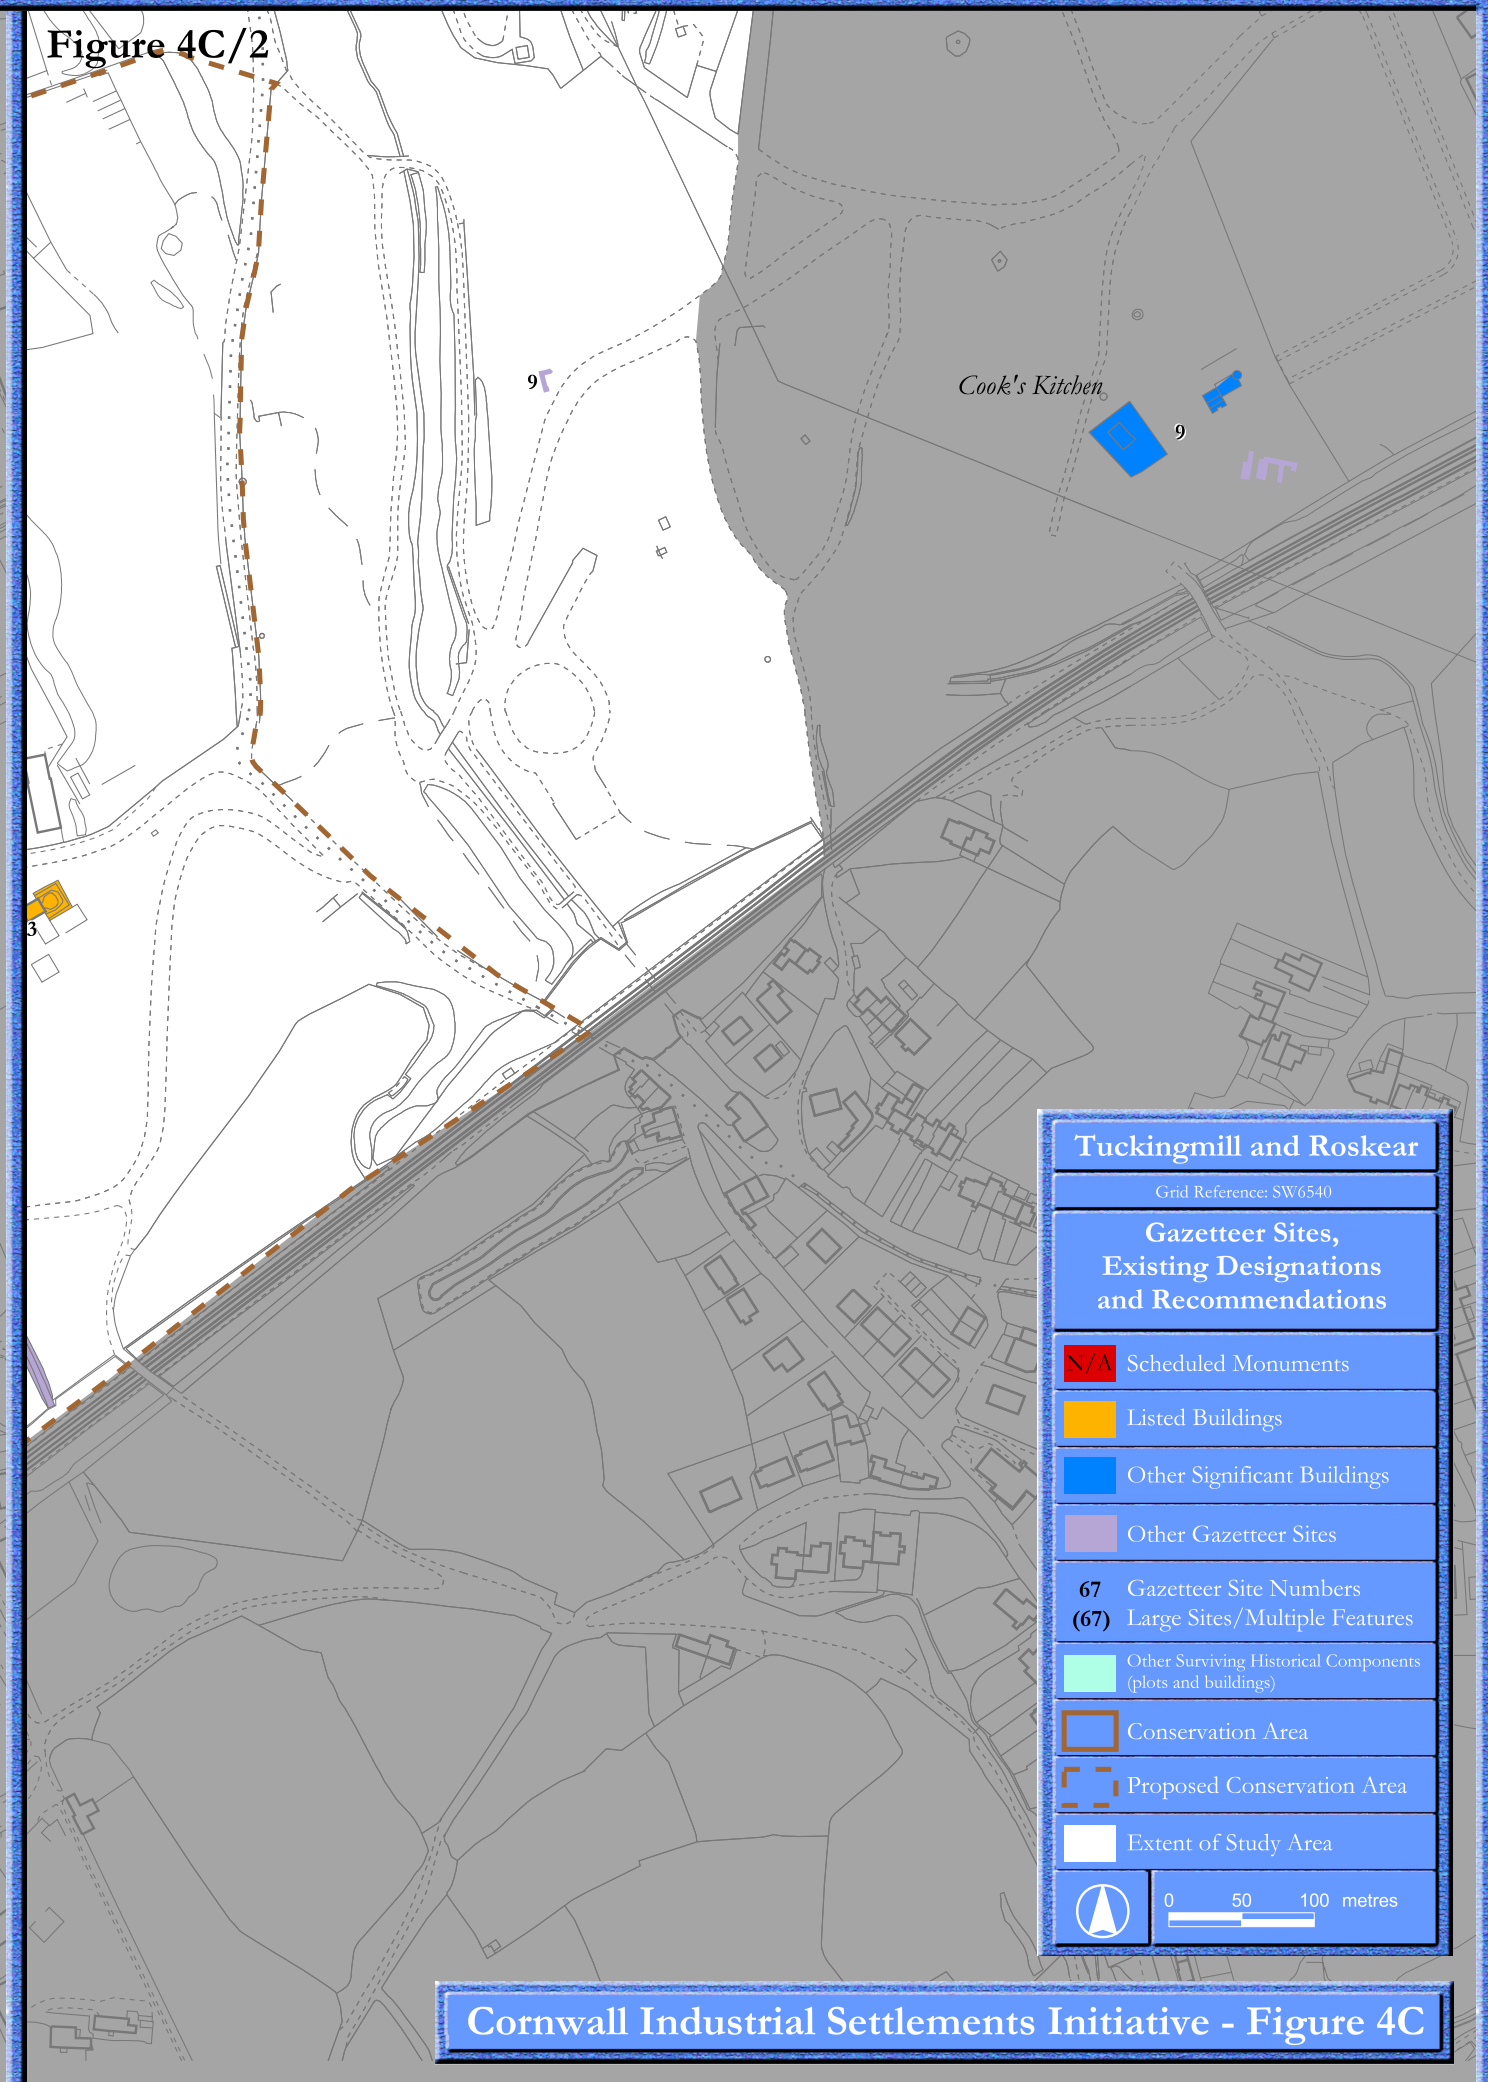 Figure 4C/2
9
Cook's Kitchen
9
3
Tuckingmill and Roskear
Grid Reference: SW6540
Gazetteer Sites,
Existing Designations
and Recommendations
N/A Scheduled Monuments
Listed Buildings
Other Significant Buildings
Other Gazetteer Sites
67 Gazetteer Site Numbers
(67) Large Sites/Multiple Features
Other Surviving Historical Components
(plots and buildings)
Conservation Area
Proposed Conservation Area
Extent of Study Area
0 50 100 metres
Cornwall Industrial Settlements Initiative - Figure 4C